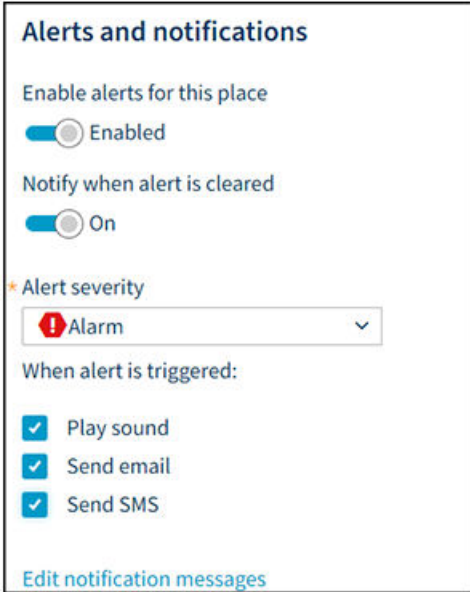 Alerts and notifications
Enable alerts for this place
Enabled
Notify when alert is cleared
On
* Alert severity
! Alarm
When alert is triggered:
Play sound
Send email
Send SMS
Edit notification messages